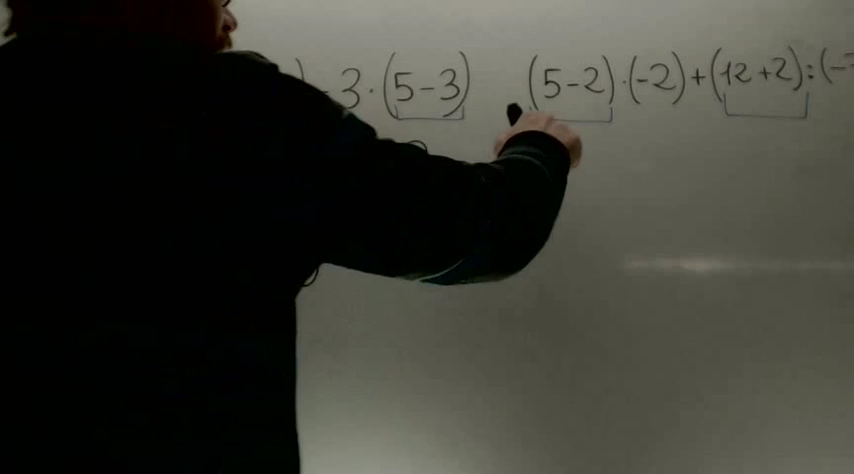 ) - 3 · (5 - 3) (5 - 2) · (-2) + (12 + 2) : (-